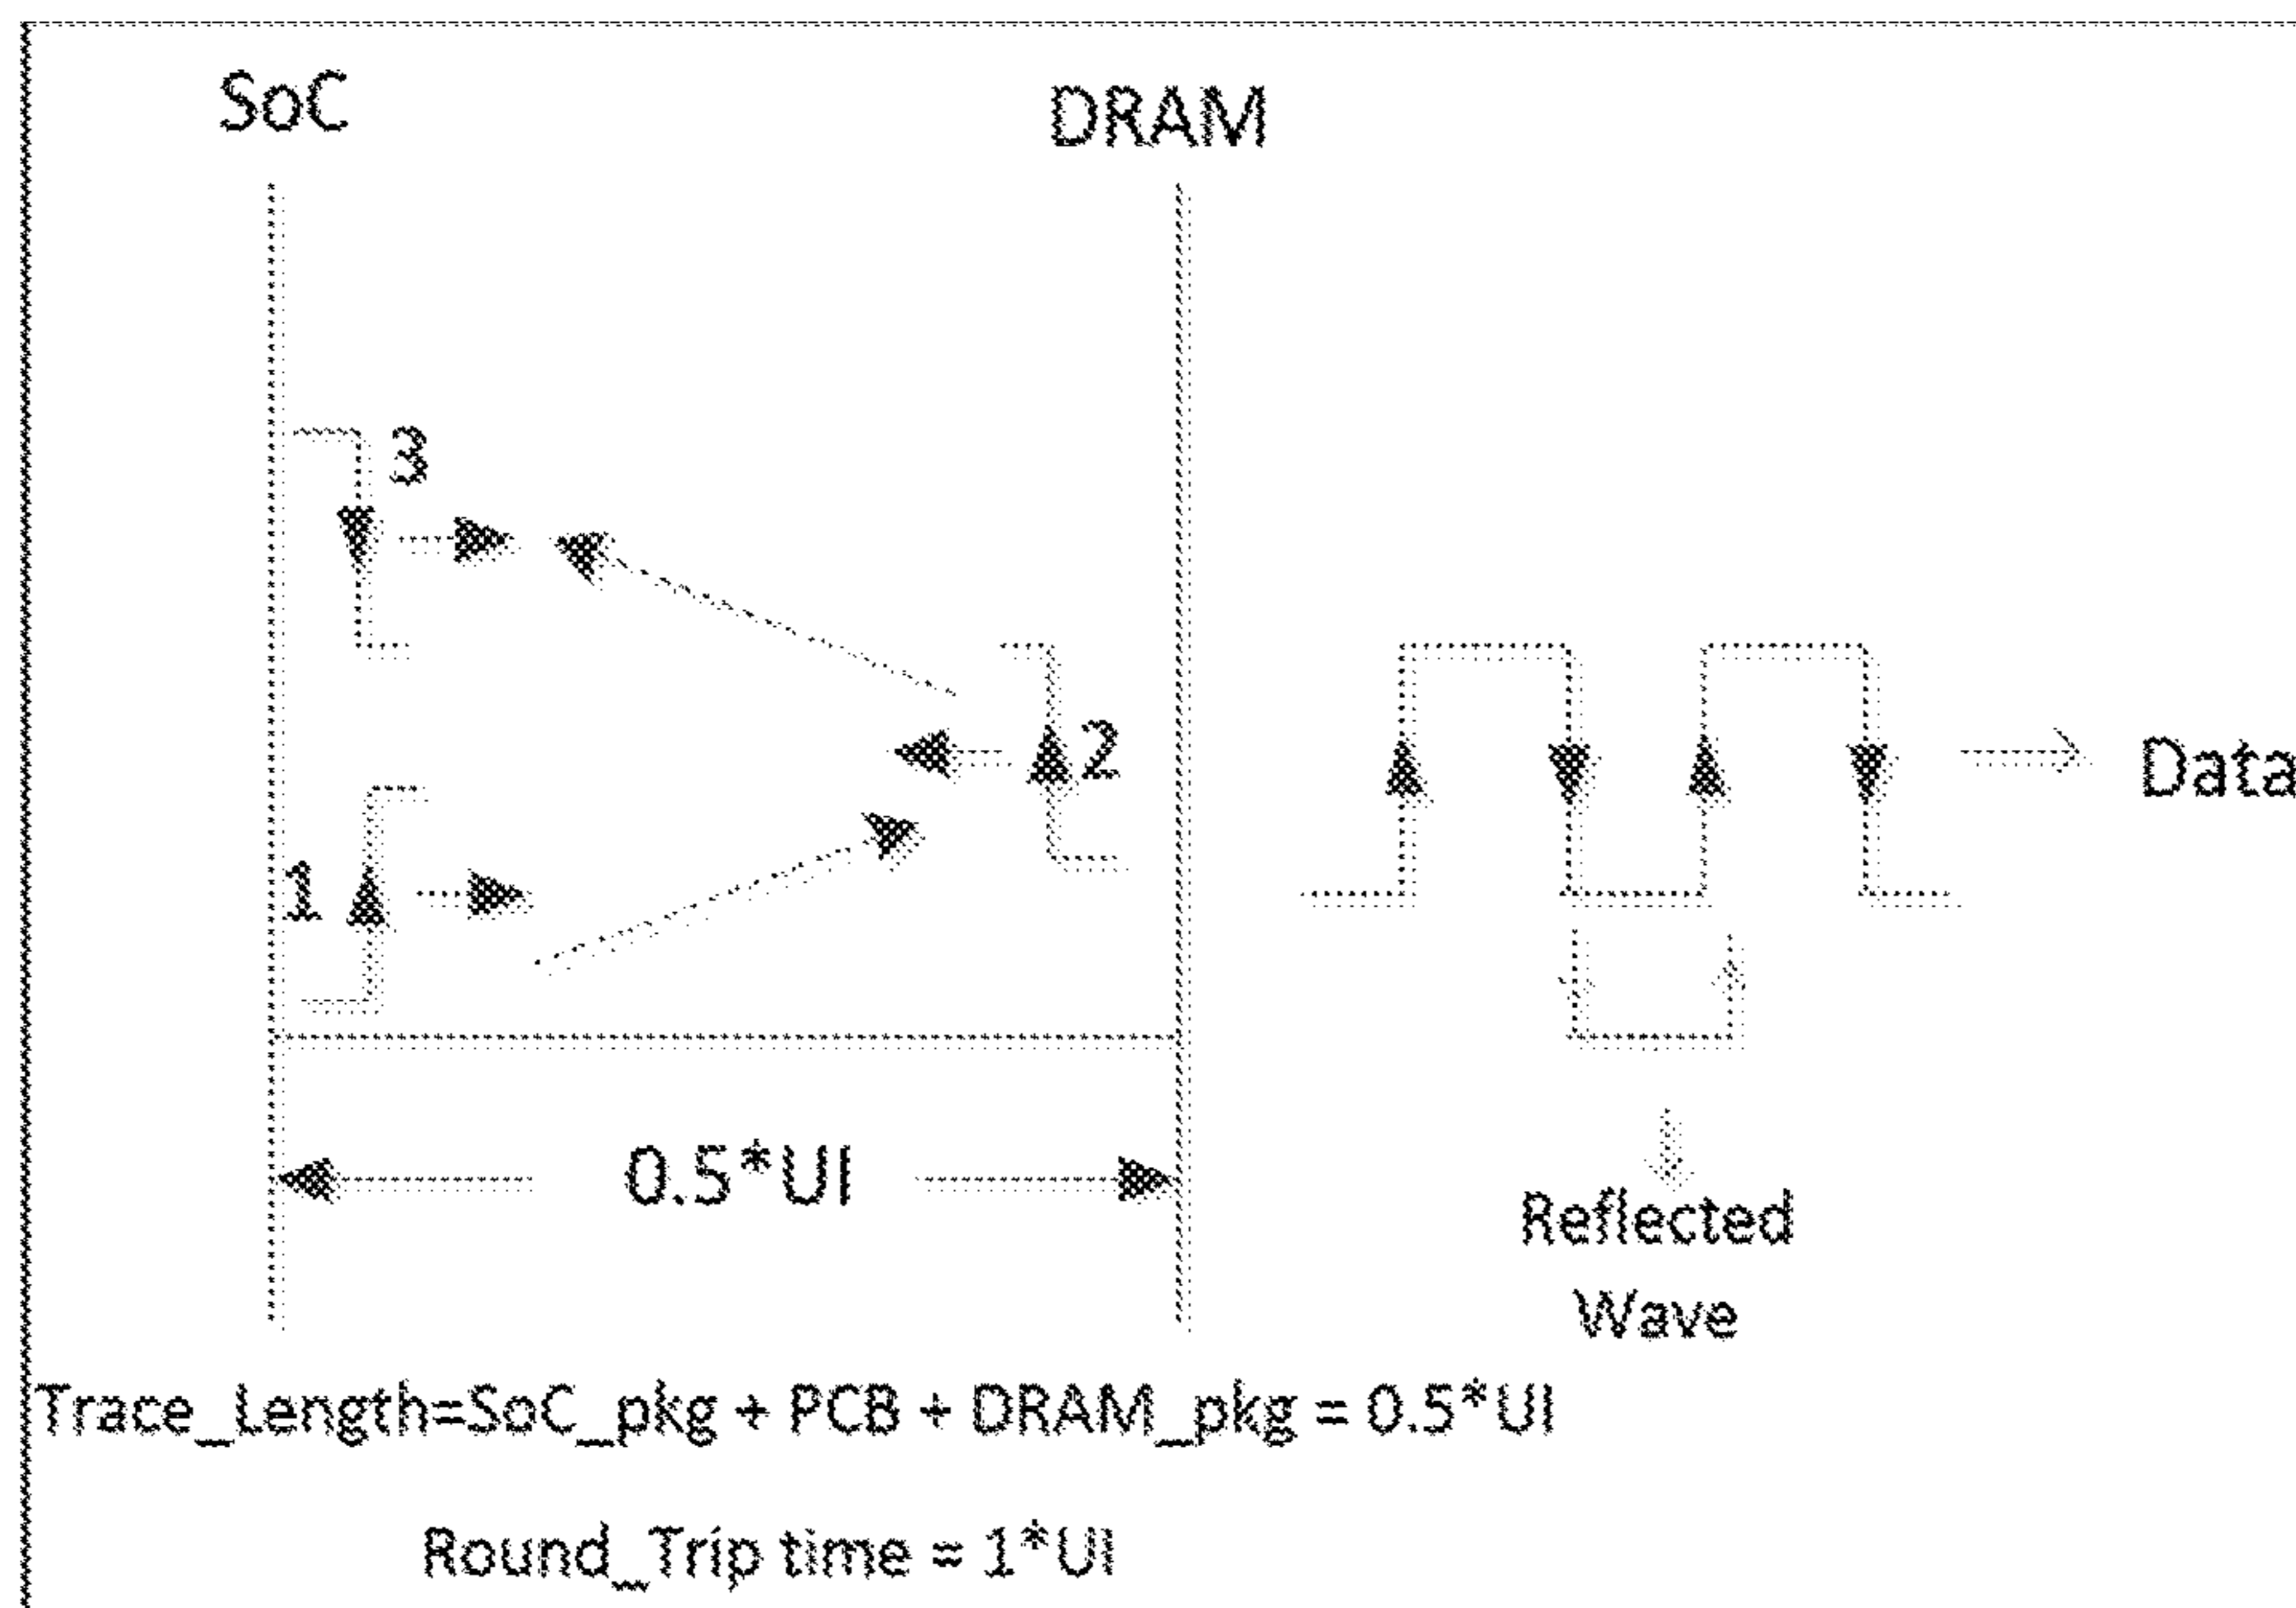 SoC
DRAM
3
2
1
Data
0.5*UI
Reflected
Wave
Trace_Length=SoC_pkg + PCB + DRAM_pkg = 0.5*UI
Round_Trip time = 1*UI